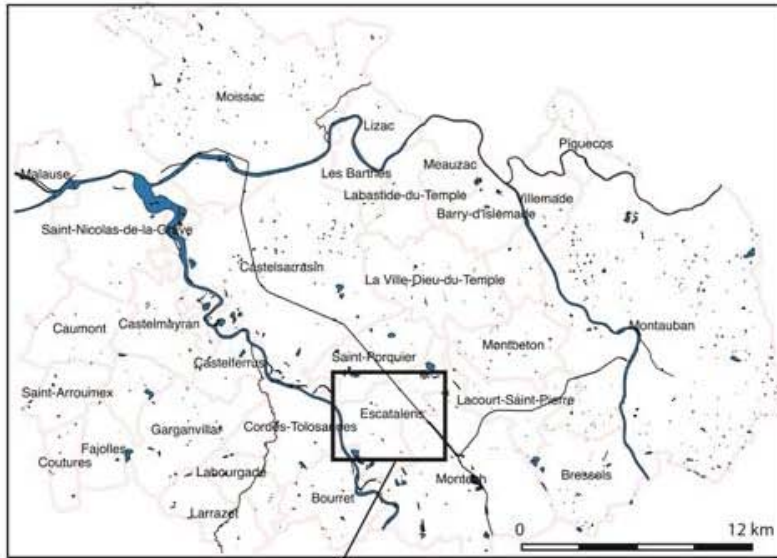 Moissac
Lizac
Piquecos
Malause
Les Barthes
Meauzac
Labastide-du-Temple
Villemade
Barry-d'Islemade
Saint-Nicolas-de-la-Grave
Castelsarrasin
La Ville-Dieu-du-Temple
Caumont
Castelmayran
Montauban
Saint-Porquier
Montbeton
Castelferrus
Saint-Arroumex
Escatalens
Lacourt-Saint-Pierre
Garganvillar
Cordes-Tolosannes
Fajolles
Coutures
Labourgade
Montech
Bressols
Bourret
Larrazet
0 12 km